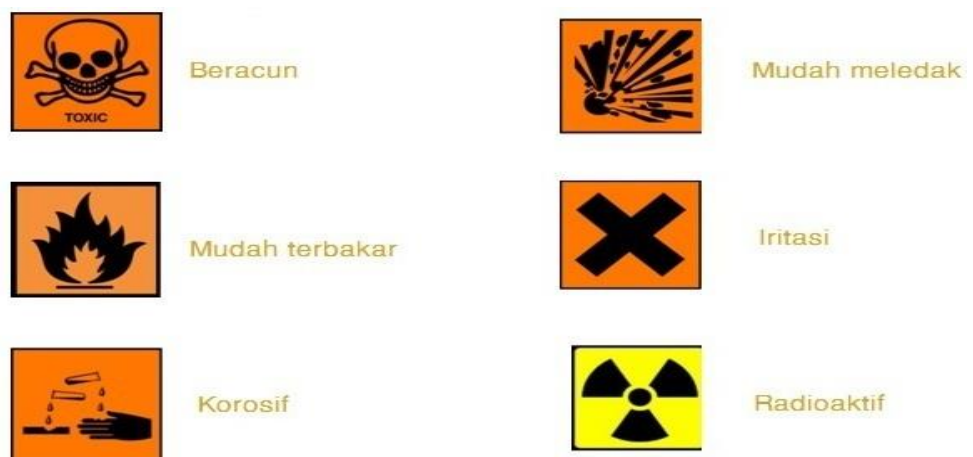 TOXIC
Beracun
Mudah meledak
Mudah terbakar
Iritasi
Korosif
Radioaktif